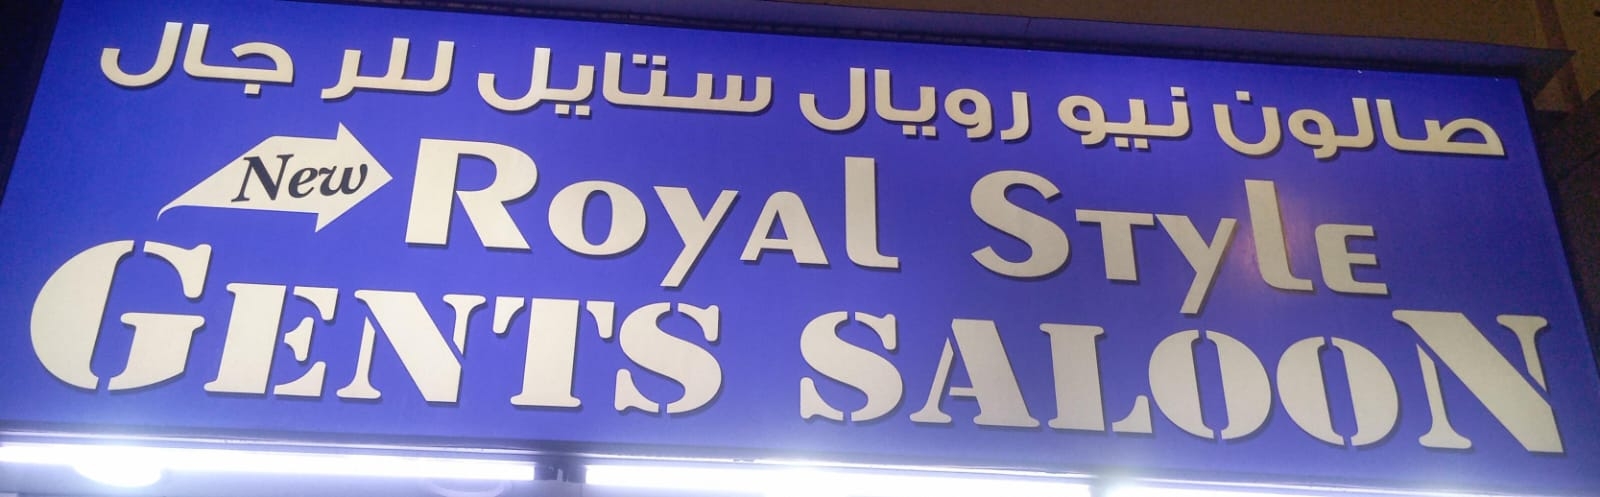 صالون نيو رويال ستايل للرجال
New Royal Style
Gents Saloon